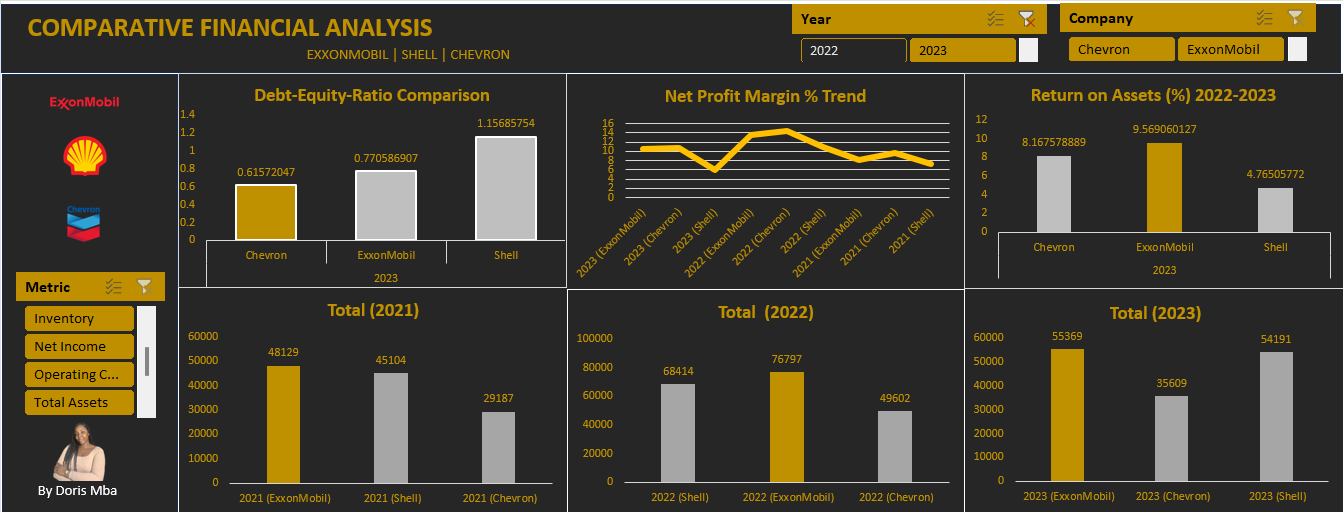 COMPARATIVE FINANCIAL ANALYSIS
EXXONMOBIL | SHELL | CHEVRON
Year
2022
2023
Company
Chevron
ExxonMobil
ExxonMobil
Chevron
Metric
Inventory
Net Income
Operating C...
Total Assets
By Doris Mba
Debt-Equity-Ratio Comparison
1.4
1.2
1
0.8
0.6
0.4
0.2
0
0.61572047
0.770586907
1.15685754
Chevron
ExxonMobil
Shell
2023
Net Profit Margin % Trend
16
14
12
10
8
6
4
2
0
2023 (ExxonMobil)
2023 (Chevron)
2023 (Shell)
2022 (ExxonMobil)
2022 (Chevron)
2022 (Shell)
2021 (ExxonMobil)
2021 (Chevron)
2021 (Shell)
Return on Assets (%) 2022-2023
12
10
8
6
4
2
0
8.167578889
9.569060127
4.76505772
Chevron
ExxonMobil
Shell
2023
Total (2021)
60000
50000
40000
30000
20000
10000
0
48129
45104
29187
2021 (ExxonMobil)
2021 (Shell)
2021 (Chevron)
Total (2022)
100000
80000
60000
40000
20000
0
68414
76797
49602
2022 (Shell)
2022 (ExxonMobil)
2022 (Chevron)
Total (2023)
60000
50000
40000
30000
20000
10000
0
55369
35609
54191
2023 (ExxonMobil)
2023 (Chevron)
2023 (Shell)